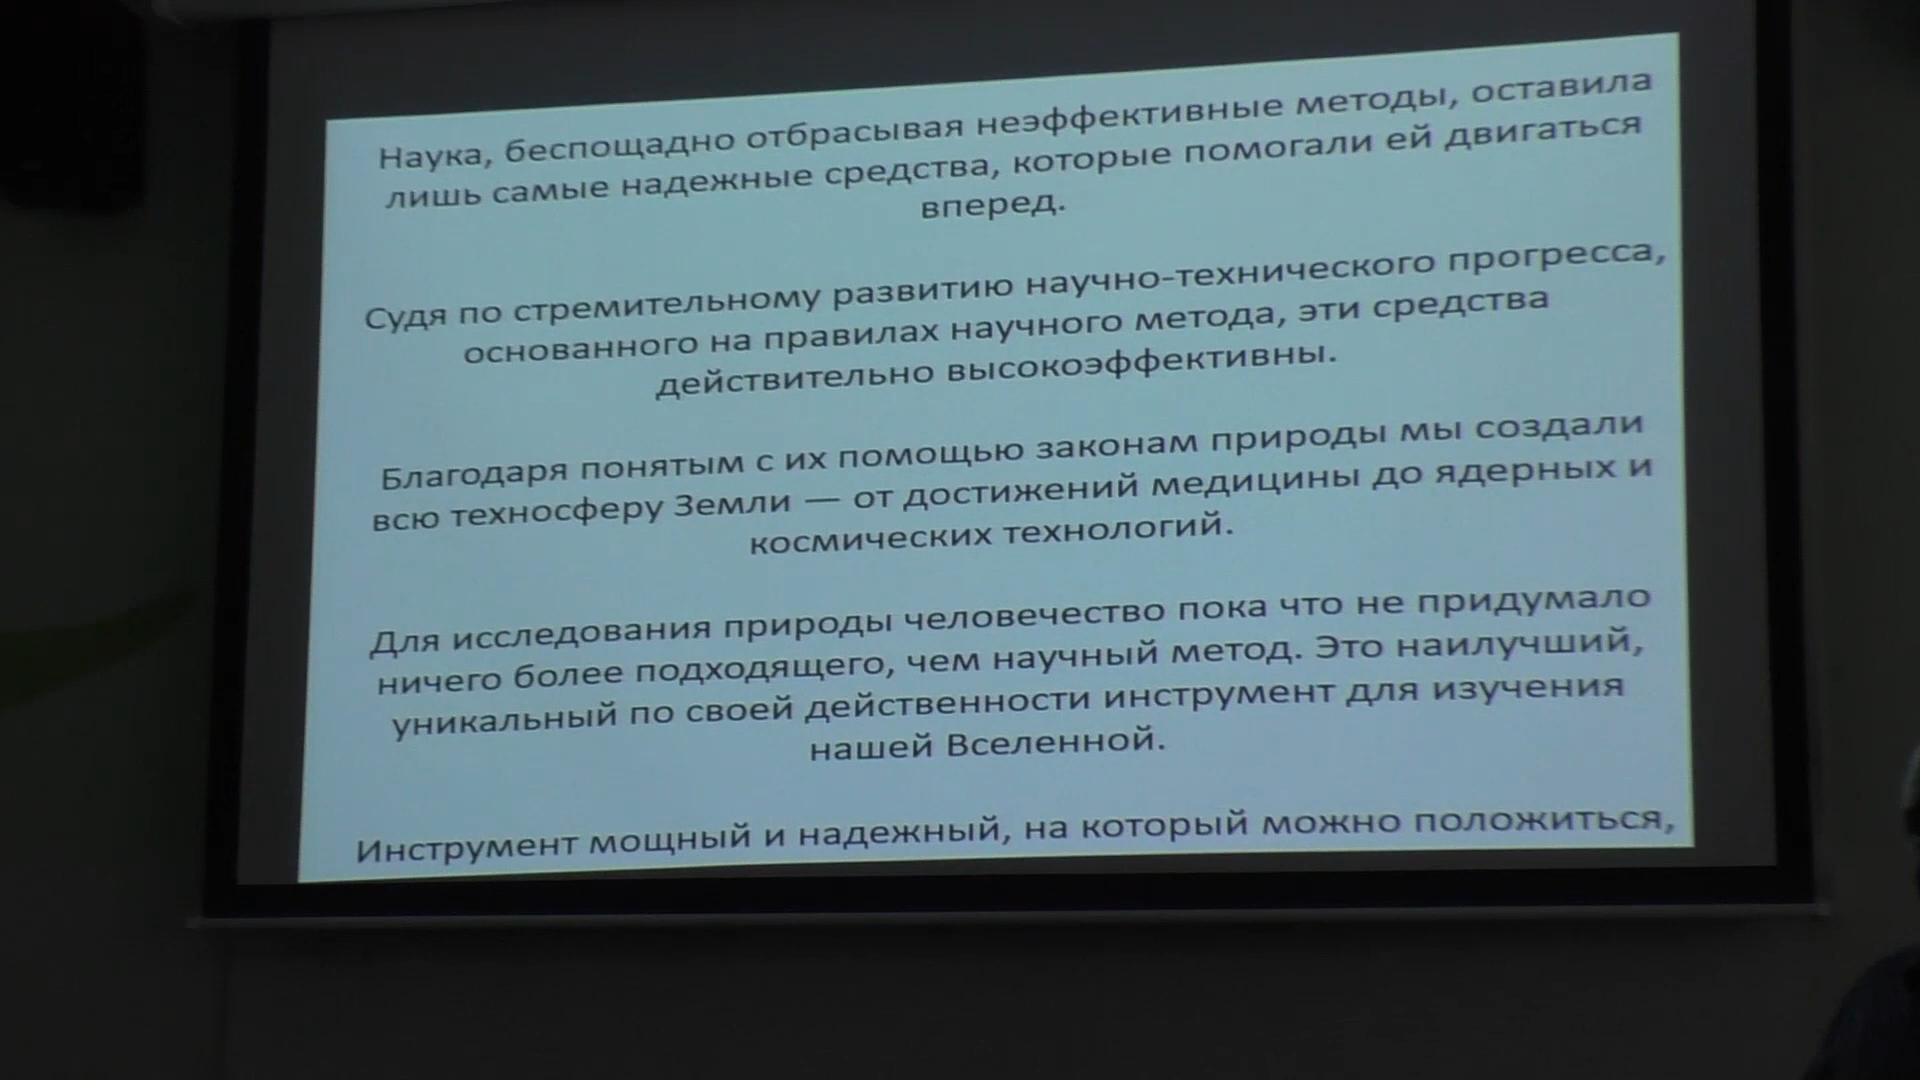 Наука, беспощадно отбрасывая неэффективные методы, оставила
лишь самые надежные средства, которые помогали ей двигаться
вперед.
Судя по стремительному развитию научно-технического прогресса,
основанного на правилах научного метода, эти средства
действительно высокоэффективны.
Благодаря понятым с их помощью законам природы мы создали
всю техносферу Земли — от достижений медицины до ядерных и
космических технологий.
Для исследования природы человечество пока что не придумало
ничего более подходящего, чем научный метод. Это наилучший,
уникальный по своей действенности инструмент для изучения
нашей Вселенной.
Инструмент мощный и надежный, на который можно положиться,